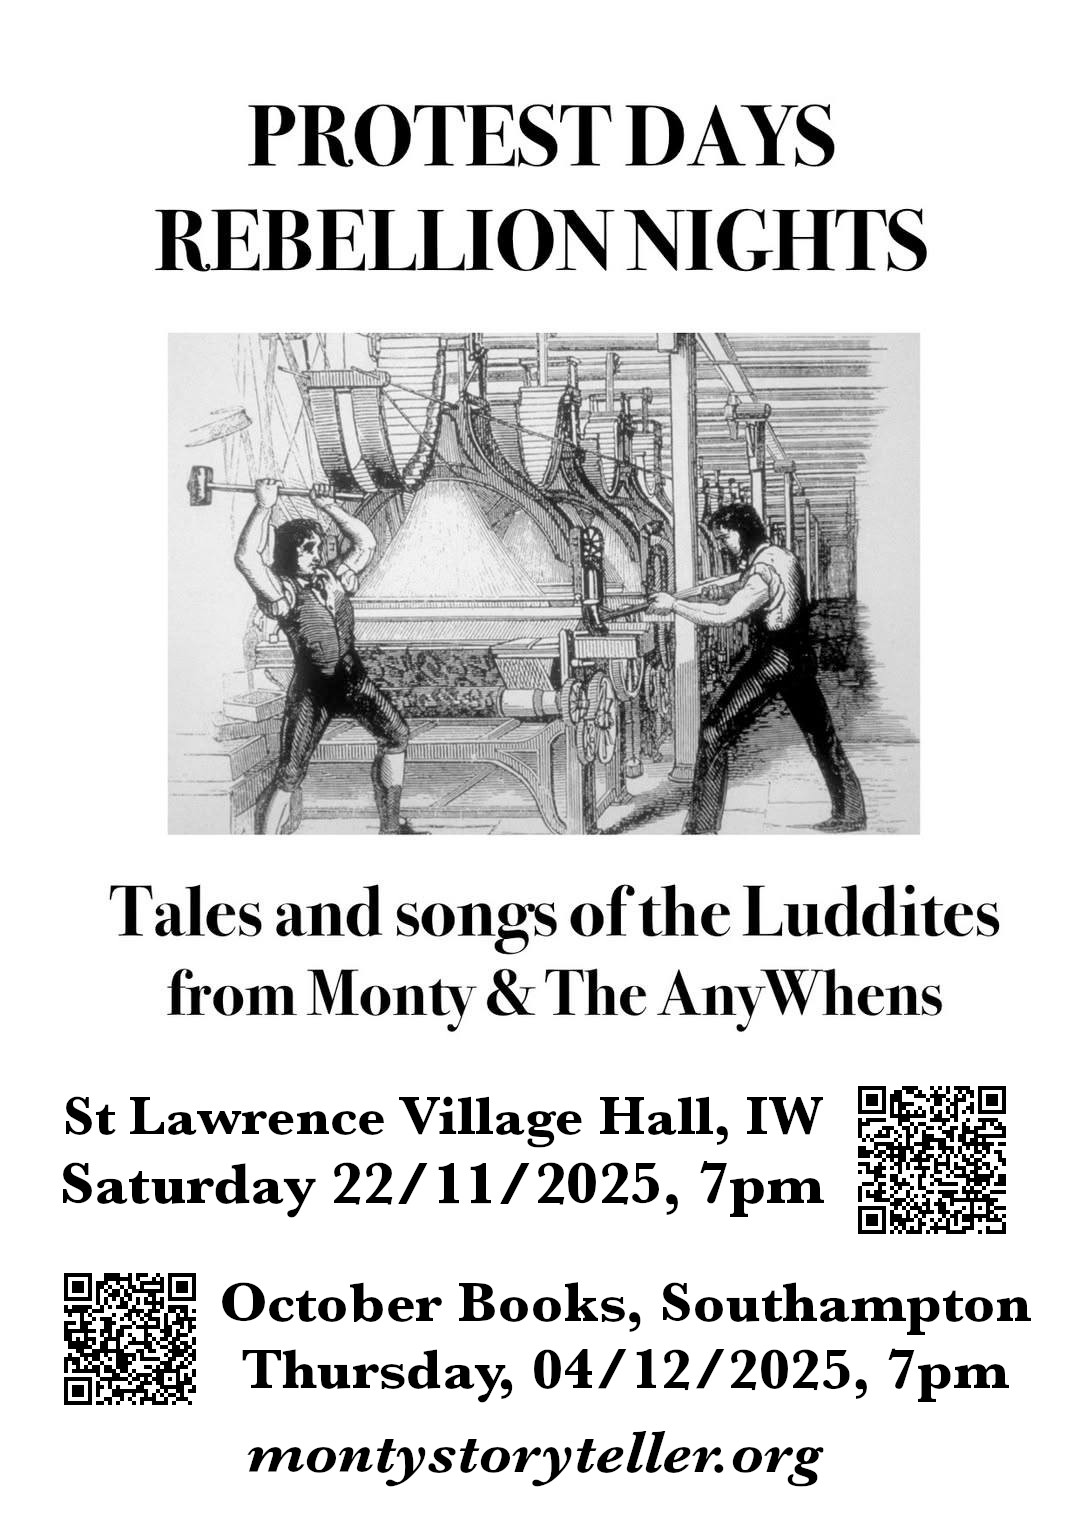 PROTEST DAYS
REBELLION NIGHTS
Tales and songs of the Luddites
from Monty & The AnyWhens
St Lawrence Village Hall, IW
Saturday 22/11/2025, 7pm
October Books, Southampton
Thursday, 04/12/2025, 7pm
montystoryteller.org